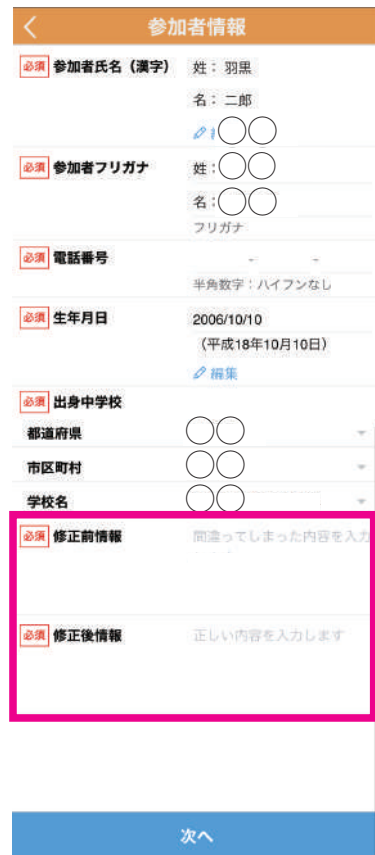 参加者情報
必須 参加者氏名（漢字） 姓： 羽黒
名： 二郎
必須 参加者フリガナ 姓：
名：
フリガナ
必須 電話番号 - -
半角数字：ハイフンなし
必須 生年月日 2006/10/10
（平成18年10月10日）
編集
必須 出身中学校
都道府県
市区町村
学校名
必須 修正前情報 間違ってしまった内容を入力
必須 修正後情報 正しい内容を入力します
次へ